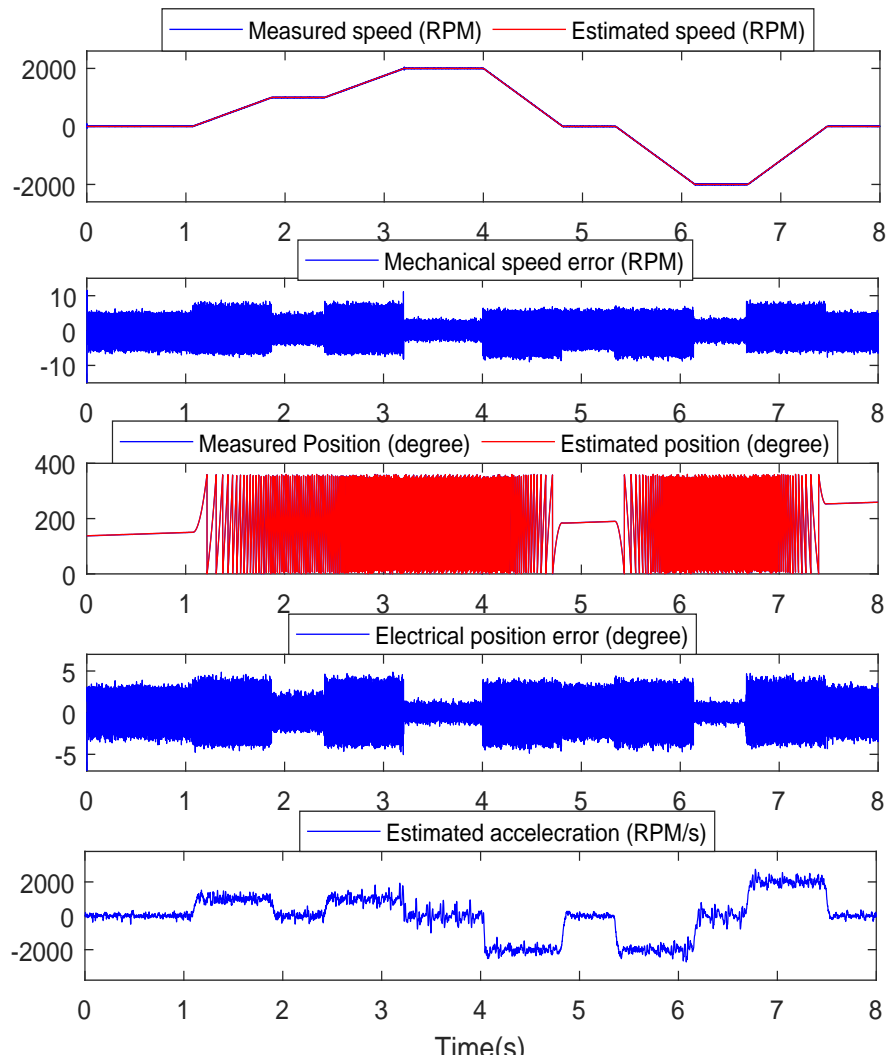 Measured speed (RPM) Estimated speed (RPM)
2000
0
-2000
0 1 2 3 4 5 6 7 8
Mechanical speed error (RPM)
10
0
-10
0 1 2 3 4 5 6 7 8
Measured Position (degree) Estimated position (degree)
400
200
0
0 1 2 3 4 5 6 7 8
Electrical position error (degree)
5
0
-5
0 1 2 3 4 5 6 7 8
Estimated accelecration (RPM/s)
2000
0
-2000
0 1 2 3 4 5 6 7 8
Time(s)